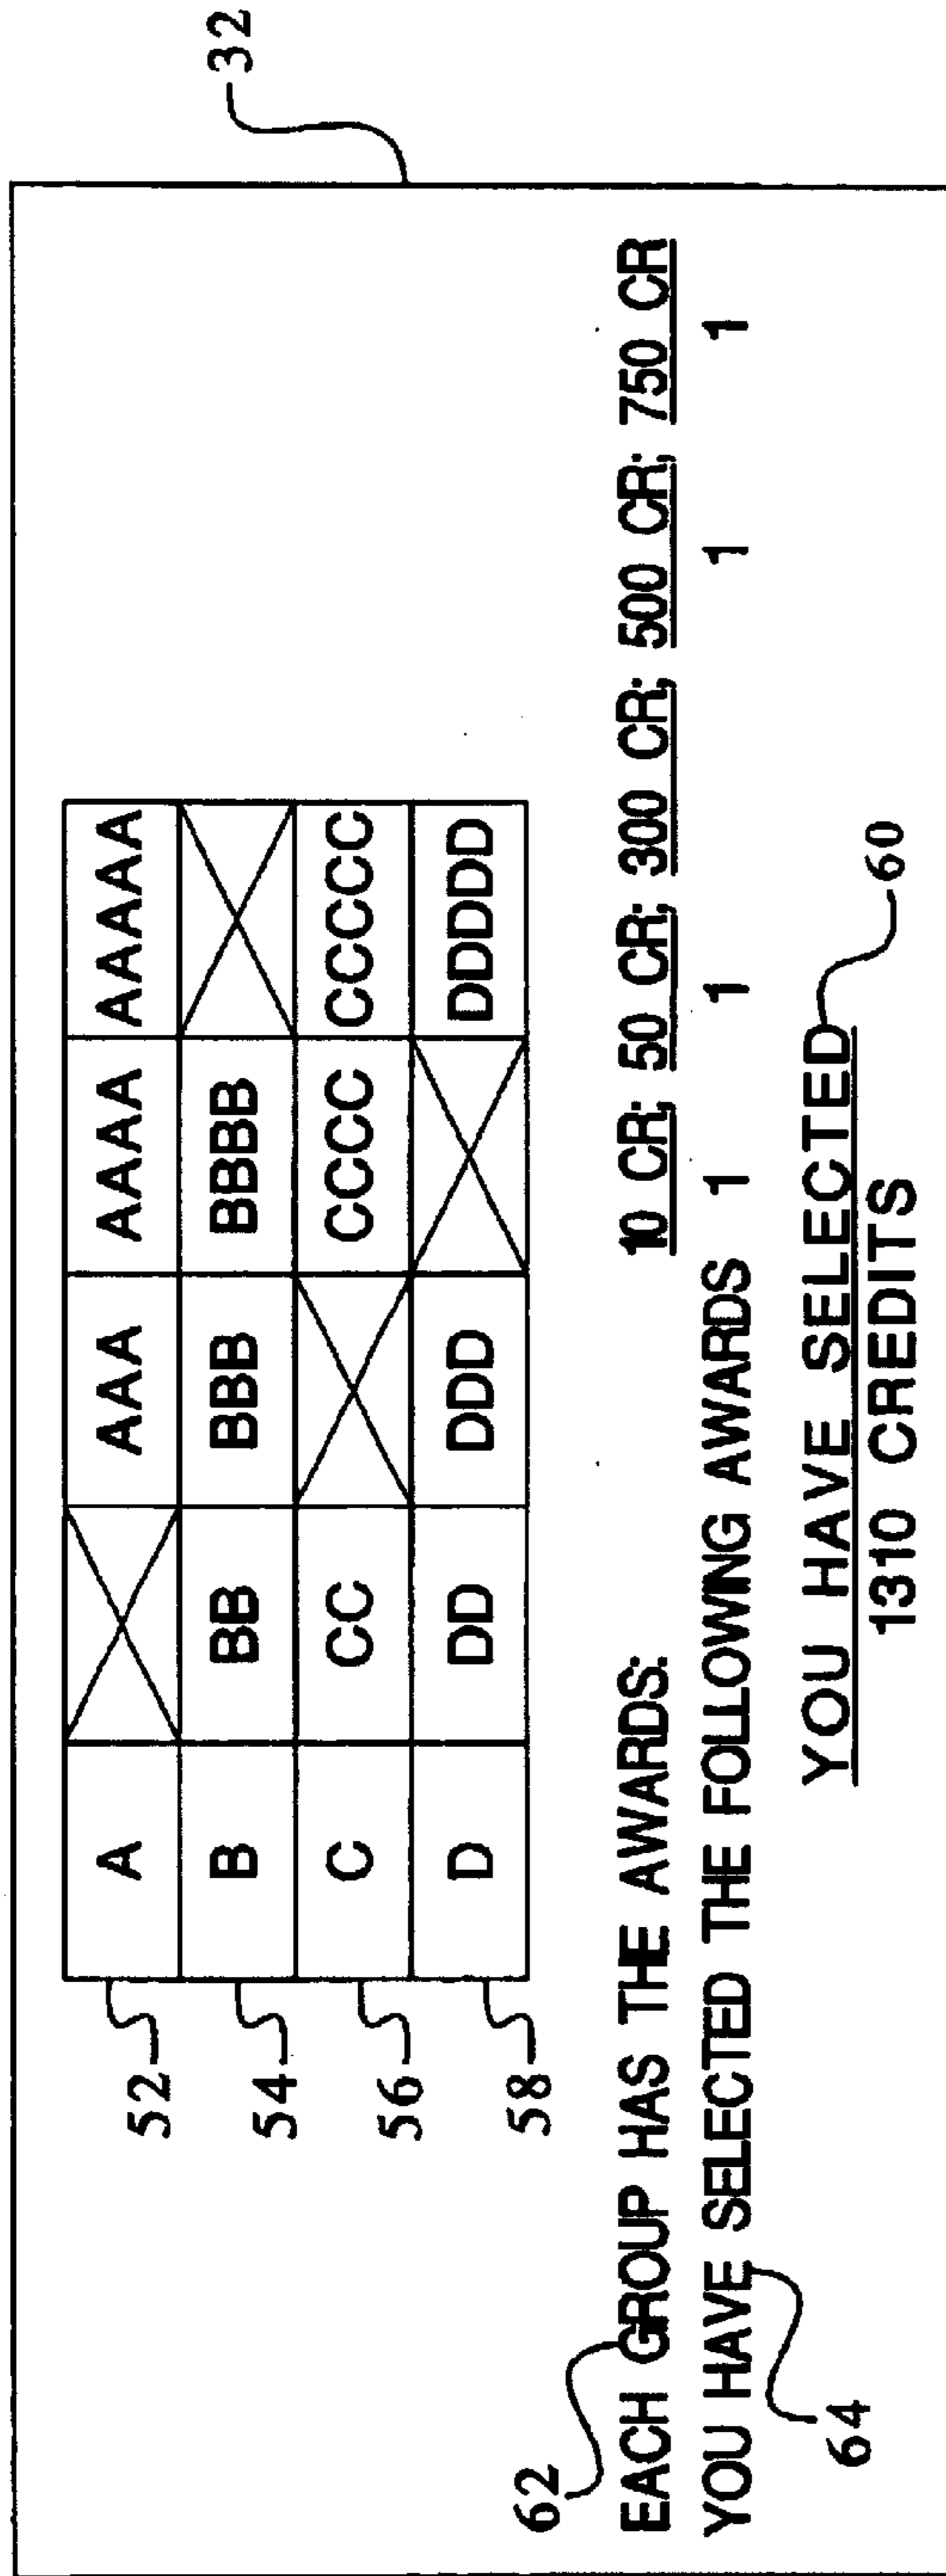 32
52 A AAA AAAA AAAAA
54 B BB BBB BBBB
56 C CC CCCC CCCCC
58 D DD DDD DDDDD
62
EACH GROUP HAS THE AWARDS: 10 CR; 50 CR; 300 CR; 500 CR; 750 CR
YOU HAVE SELECTED THE FOLLOWING AWARDS 1 1 1 1
64
YOU HAVE SELECTED 60
1310 CREDITS